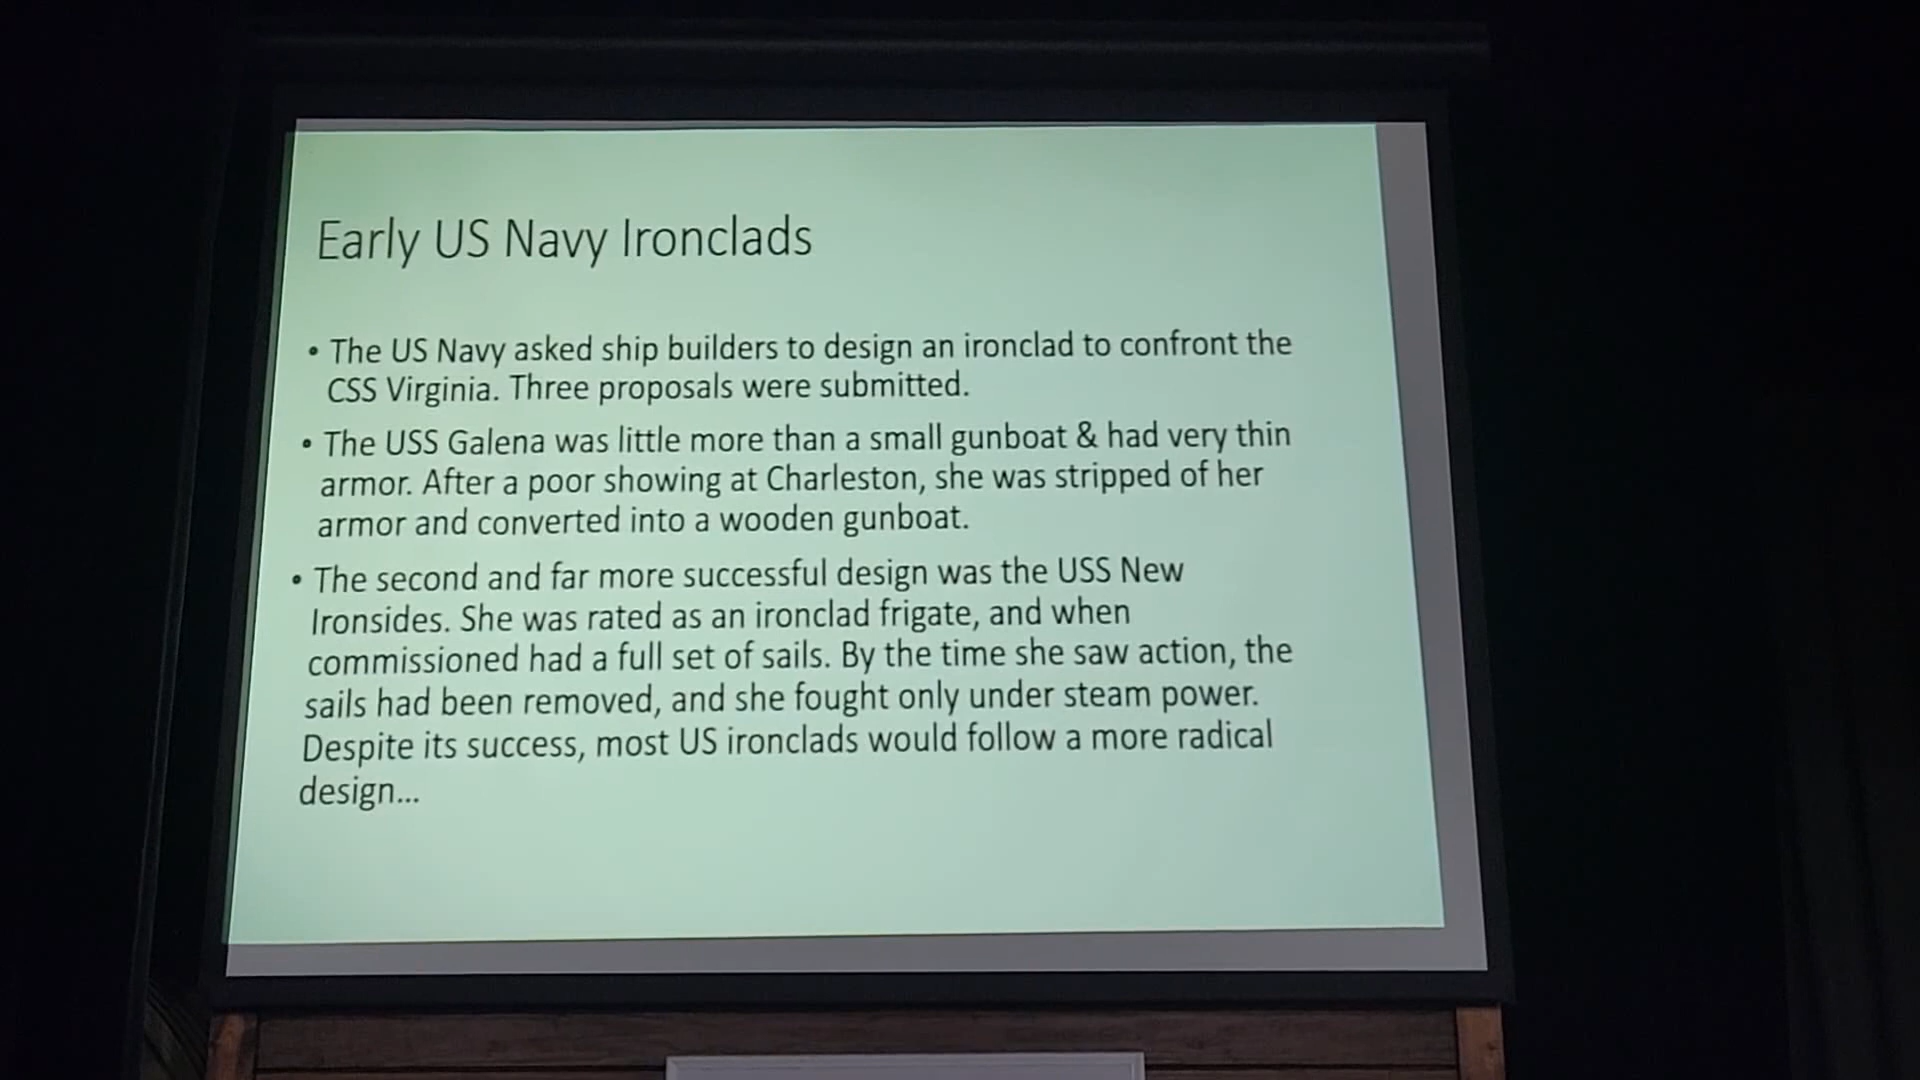 Early US Navy Ironclads
• The US Navy asked ship builders to design an ironclad to confront the
CSS Virginia. Three proposals were submitted.
• The USS Galena was little more than a small gunboat & had very thin
armor. After a poor showing at Charleston, she was stripped of her
armor and converted into a wooden gunboat.
• The second and far more successful design was the USS New
Ironsides. She was rated as an ironclad frigate, and when
commissioned had a full set of sails. By the time she saw action, the
sails had been removed, and she fought only under steam power.
Despite its success, most US ironclads would follow a more radical
design...